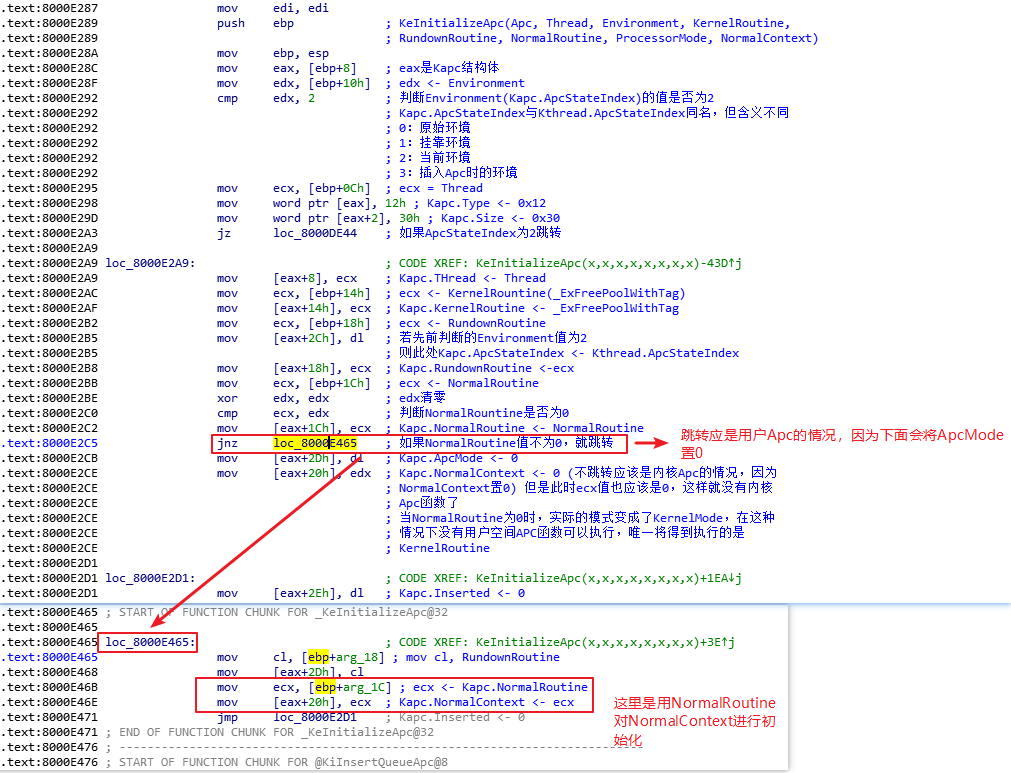 .text:8000E287 mov edi, edi
.text:8000E289 push ebp ; KeInitializeApc(Apc, Thread, Environment, KernelRoutine,
.text:8000E289 ; RundownRoutine, NormalRoutine, ProcessorMode, NormalContext)
.text:8000E28A mov ebp, esp
.text:8000E28C mov eax, [ebp+8] ; eax是Kapc结构体
.text:8000E28F mov edx, [ebp+10h] ; edx <- Environment
.text:8000E292 cmp edx, 2 ; 判断Environment(Kapc.ApcStateIndex)的值是否为2
.text:8000E292 ; Kapc.ApcStateIndex与Kthread.ApcStateIndex同名，但含义不同
.text:8000E292 ; 0：原始环境
.text:8000E292 ; 1：挂靠环境
.text:8000E292 ; 2：当前环境
.text:8000E292 ; 3：插入Apc时的环境
.text:8000E295 mov ecx, [ebp+0Ch] ; ecx = Thread
.text:8000E298 mov word ptr [eax], 12h ; Kapc.Type <- 0x12
.text:8000E29D mov word ptr [eax+2], 30h ; Kapc.Size <- 0x30
.text:8000E2A3 jz loc_8000DE44 ; 如果ApcStateIndex为2跳转
.text:8000E2A9
.text:8000E2A9 loc_8000E2A9: ; CODE XREF: KeInitializeApc(x,x,x,x,x,x,x,x)-43D↑j
.text:8000E2A9 mov [eax+8], ecx ; Kapc.THread <- Thread
.text:8000E2AC mov ecx, [ebp+14h] ; ecx <- KernelRountine(_ExFreePoolWithTag)
.text:8000E2AF mov [eax+14h], ecx ; Kapc.KernelRoutine <- _ExFreePoolWithTag
.text:8000E2B2 mov ecx, [ebp+18h] ; ecx <- RundownRoutine
.text:8000E2B5 mov [eax+2Ch], dl ; 若先前判断的Environment值为2
.text:8000E2B5 ; 则此处Kapc.ApcStateIndex <- Kthread.ApcStateIndex
.text:8000E2B8 mov [eax+18h], ecx ; Kapc.RundownRoutine <-ecx
.text:8000E2BB mov ecx, [ebp+1Ch] ; ecx <- NormalRoutine
.text:8000E2BE xor edx, edx ; edx清零
.text:8000E2C0 cmp ecx, edx ; 判断NormalRountine是否为0
.text:8000E2C2 mov [eax+1Ch], ecx ; Kapc.NormalRoutine <- NormalRoutine
.text:8000E2C5 jnz loc_8000E465 ; 如果NormalRoutine值不为0，就跳转
跳转应是用户Apc的情况，因为下面会将ApcMode
置0
.text:8000E2CB mov [eax+2Dh], dl ; Kapc.ApcMode <- 0
.text:8000E2CE mov [eax+20h], edx ; Kapc.NormalContext <- 0 (不跳转应该是内核Apc的情况，因为
.text:8000E2CE ; NormalContext置0) 但是此时ecx值也应该是0，这样就没有内核
.text:8000E2CE ; Apc函数了
.text:8000E2CE ; 当NormalRoutine为0时，实际的模式变成了KernelMode，在这种
.text:8000E2CE ; 情况下没有用户空间APC函数可以执行，唯一将得到执行的是
.text:8000E2CE ; KernelRoutine
.text:8000E2D1
.text:8000E2D1 loc_8000E2D1: ; CODE XREF: KeInitializeApc(x,x,x,x,x,x,x,x)+1EA↓j
.text:8000E2D1 mov [eax+2Eh], dl ; Kapc.Inserted <- 0
.text:8000E465 ; START OF FUNCTION CHUNK FOR _KeInitializeApc@32
.text:8000E465
.text:8000E465 loc_8000E465: ; CODE XREF: KeInitializeApc(x,x,x,x,x,x,x,x)+3E↑j
.text:8000E465 mov cl, [ebp+arg_18] ; mov cl, RundownRoutine
.text:8000E468 mov [eax+2Dh], cl
.text:8000E46B mov ecx, [ebp+arg_1C] ; ecx <- Kapc.NormalRoutine
.text:8000E46E mov [eax+20h], ecx ; Kapc.NormalContext <- ecx
.text:8000E471 jmp loc_8000E2D1 ; Kapc.Inserted <- 0
这里是用NormalRoutine
对NormalContext进行初
始化
.text:8000E471 ; END OF FUNCTION CHUNK FOR _KeInitializeApc@32
.text:8000E476 ; ---------------------------------------------------------------------------
.text:8000E476 ; START OF FUNCTION CHUNK FOR @KiInsertQueueApc@8